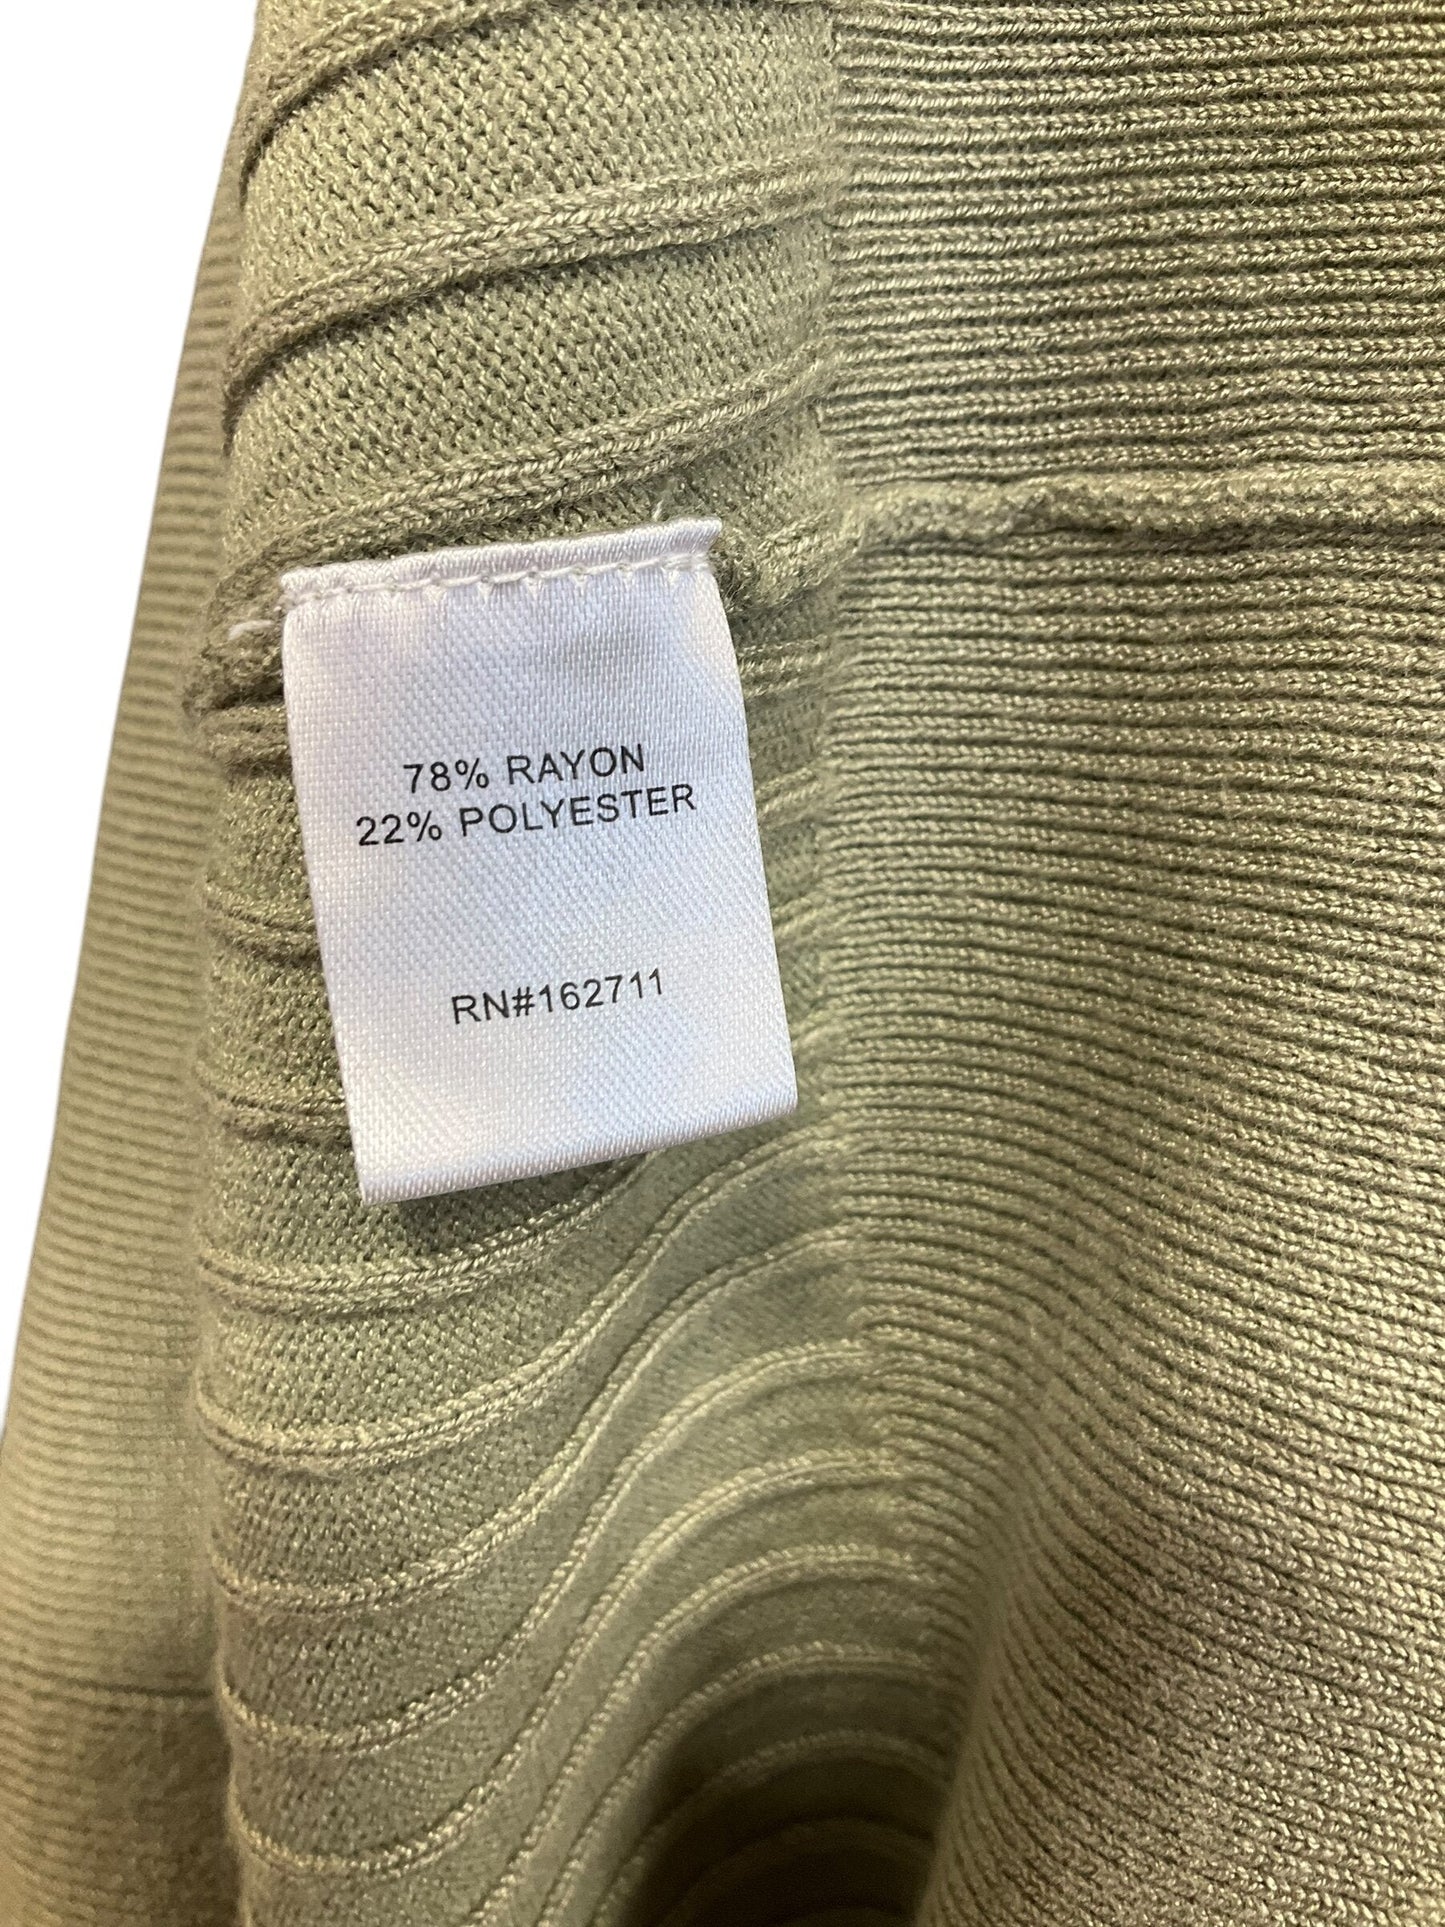 78% RAYON
22% POLYESTER
RN#162711